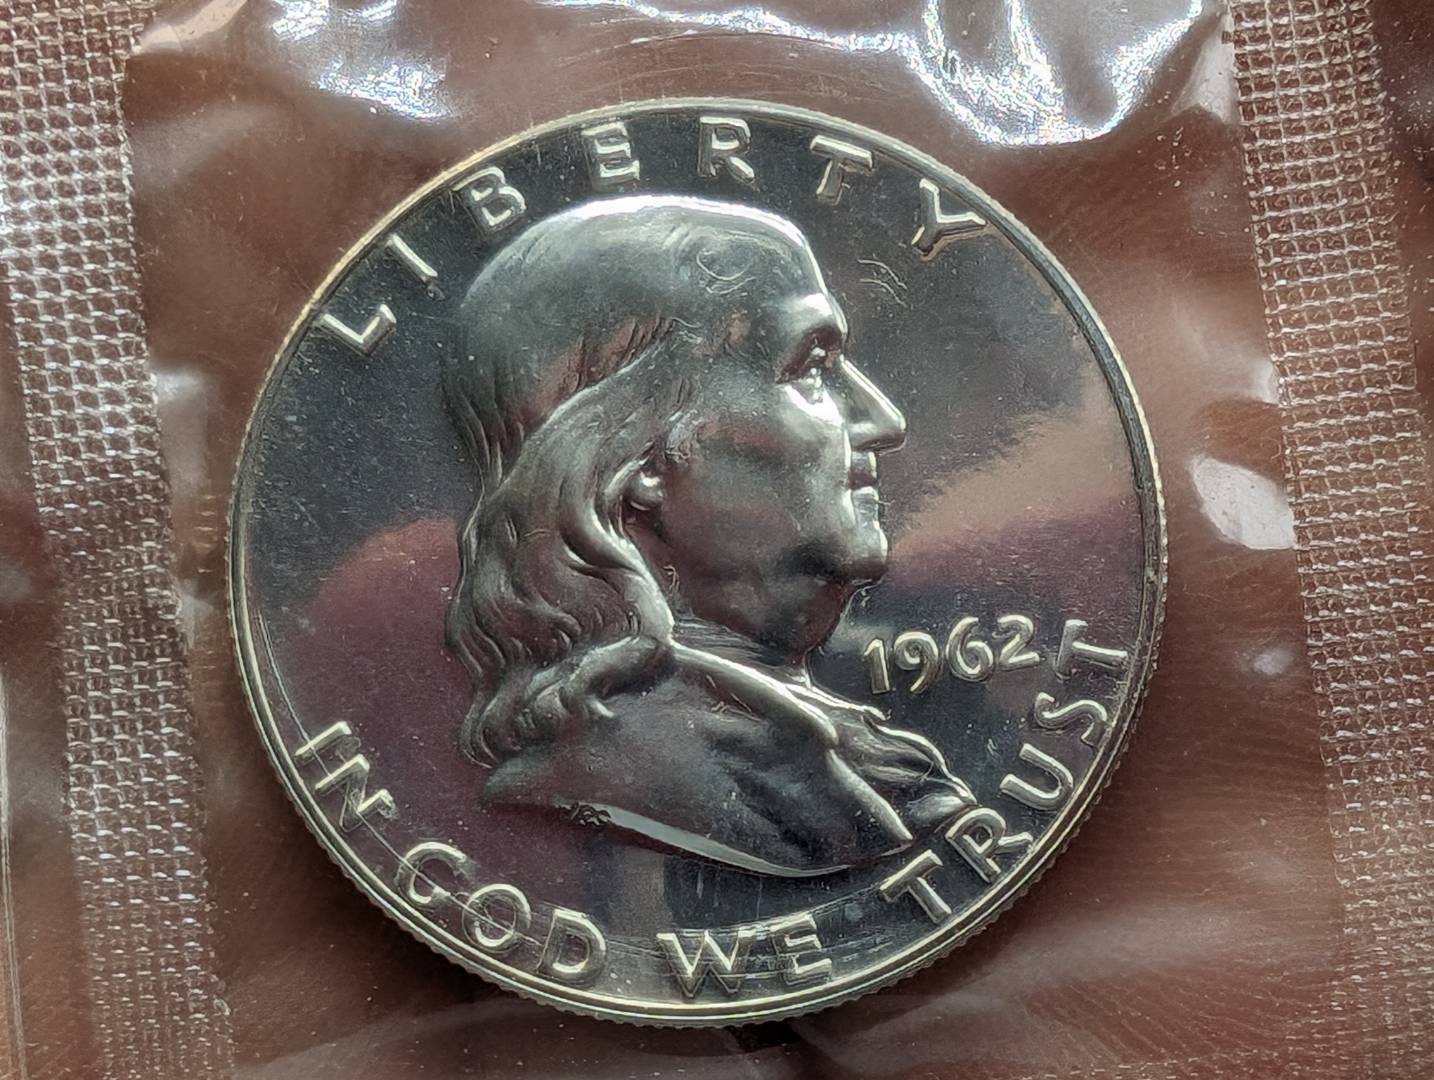 LIBERTY
1962
IN GOD WE TRUST